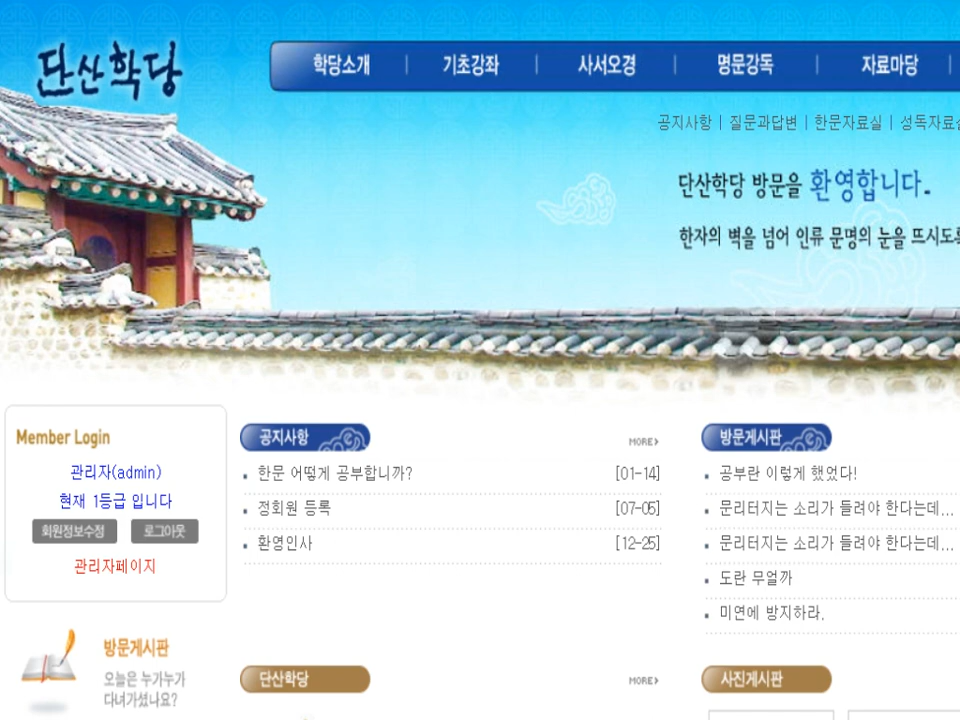 단산학당
학당소개 | 기초강좌 | 사서오경 | 명문강독 | 자료마당 |
공지사항 | 질문과답변 | 한문자료실 | 성독자료실
단산학당 방문을 환영합니다.
한자의 벽을 넘어 인류 문명의 눈을 뜨시도록
Member Login
관리자(admin)
현재 1등급 입니다
회원정보수정 로그아웃
관리자페이지
방문게시판
오늘은 누가누가
다녀가셨나요?
공지사항 MORE
한문 어떻게 공부합니까? [01-14]
정회원 등록 [07-05]
환영인사 [12-25]
방문게시판
공부란 이렇게 했었다!
문리터지는 소리가 들려야 한다는데...
문리터지는 소리가 들려야 한다는데...
도란 무얼까
미연에 방지하라.
단산학당 MORE
사진게시판